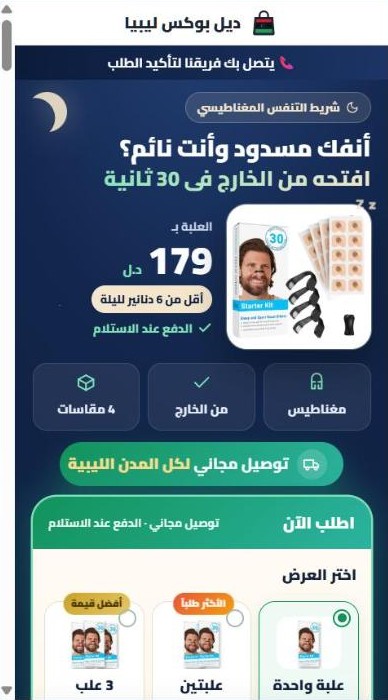 ديل بوكس ليبيا
يتصل بك فريقنا لتأكيد الطلب
شريط التنفس المغناطيسي
أنفك مسدود وأنت نائم؟
افتحه من الخارج في 30 ثانية
z z
العلبة بـ
179 د.ل
أقل من 6 دنانير لليلة
الدفع عند الاستلام
30
Starter Kit
مغناطيس
من الخارج
4 مقاسات
توصيل مجاني لكل المدن الليبية
اطلب الآن
توصيل مجاني · الدفع عند الاستلام
اختر العرض
الأكثر طلباً
أفضل قيمة
علبة واحدة
علبتين
3 علب